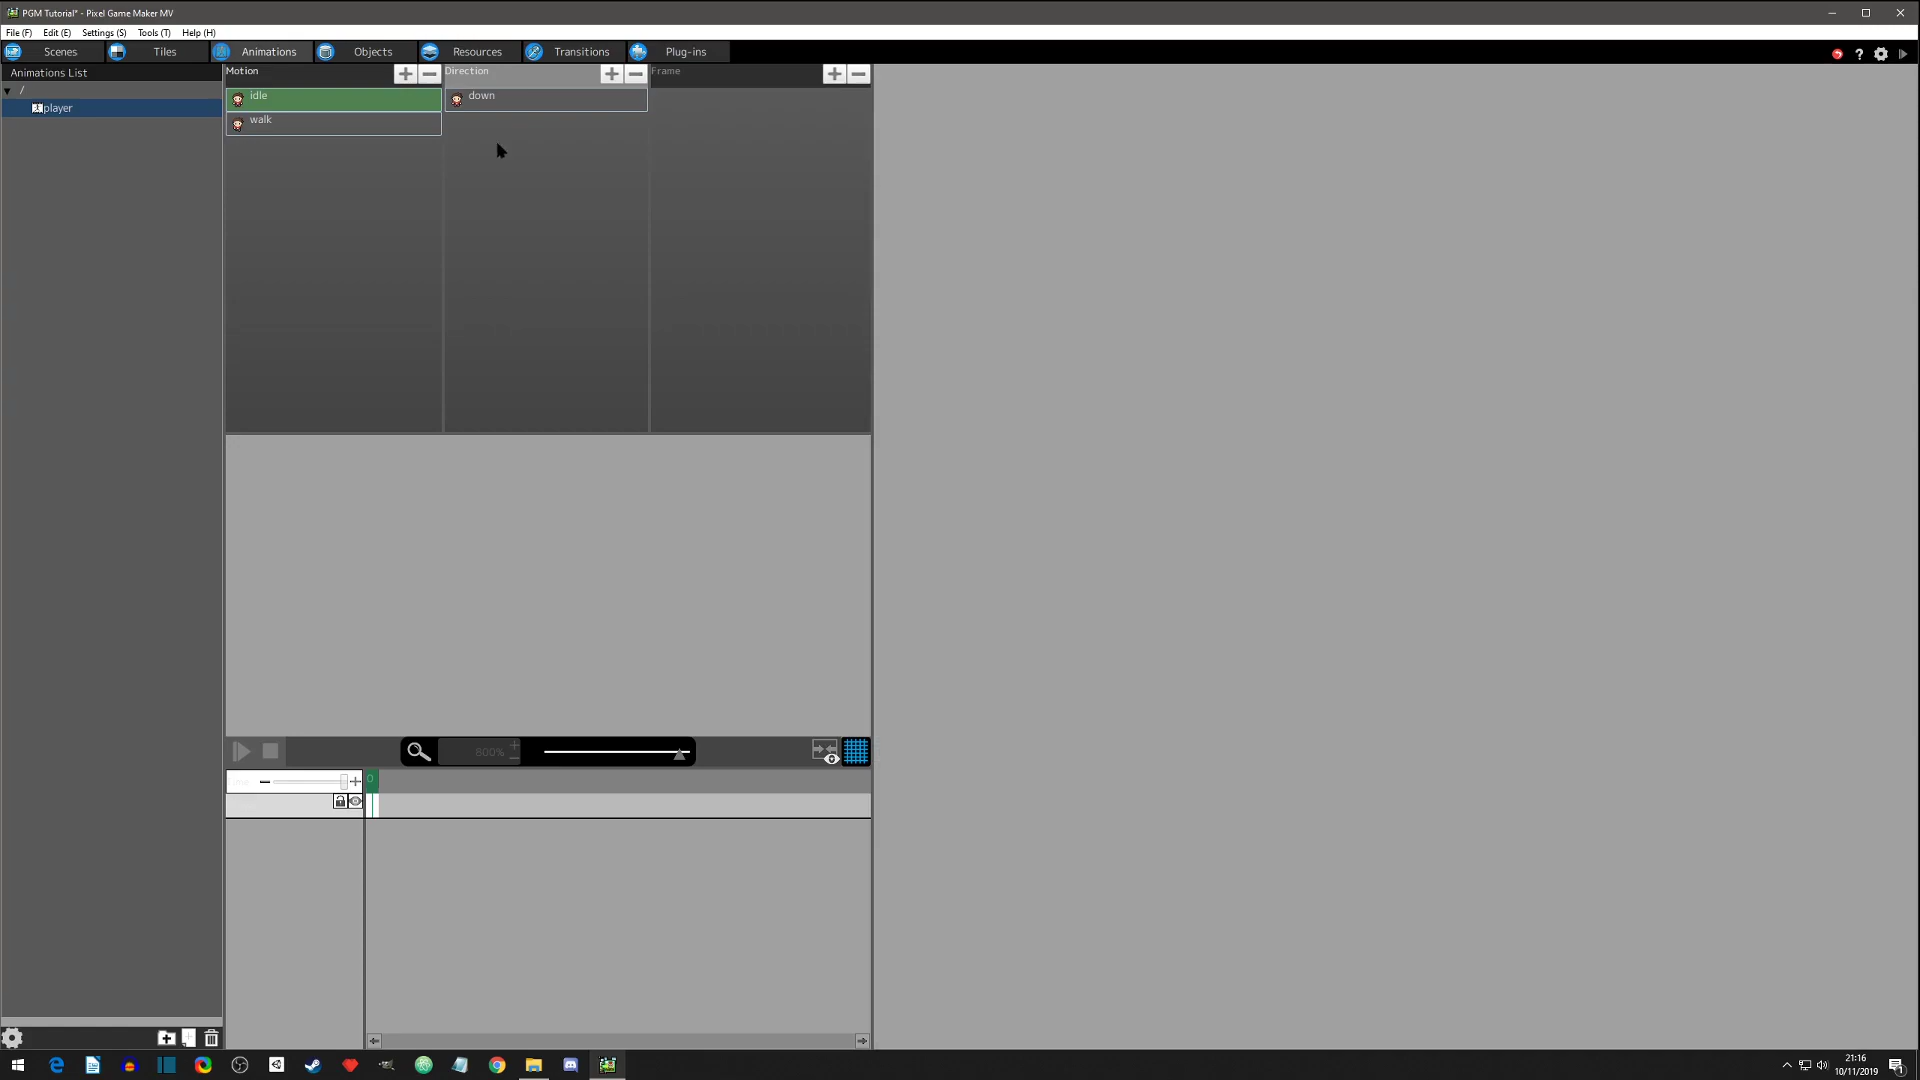 PGM Tutorial* - Pixel Game Maker MV
File (F) Edit (E) Settings (S) Tools (T) Help (H)
Scenes Tiles Animations Objects Resources Transitions Plug-ins
Animations List
Motion Direction Frame
/
idle down
player
walk
800%
0
21:16
10/11/2019